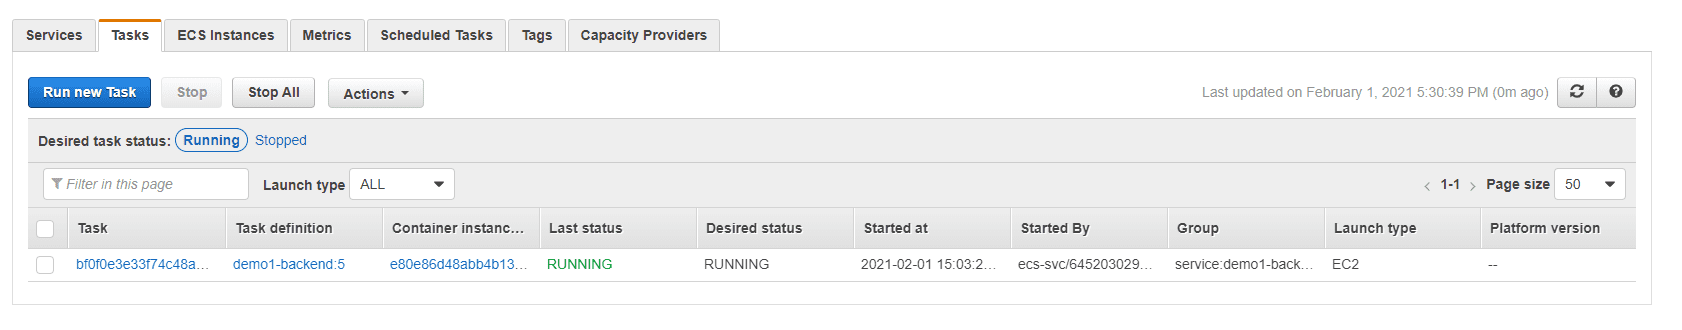 Services Tasks ECS Instances Metrics Scheduled Tasks Tags Capacity Providers
Run new Task Stop Stop All Actions Last updated on February 1, 2021 5:30:39 PM (0m ago)
Desired task status: Running Stopped
Filter in this page Launch type ALL 1-1 Page size 50
Task Task definition Container instanc... Last status Desired status Started at Started By Group Launch type Platform version
bf0f0e3e33f74c48a... demo1-backend:5 e80e86d48abb4b13... RUNNING RUNNING 2021-02-01 15:03:2... ecs-svc/645203029... service:demo1-back... EC2 --